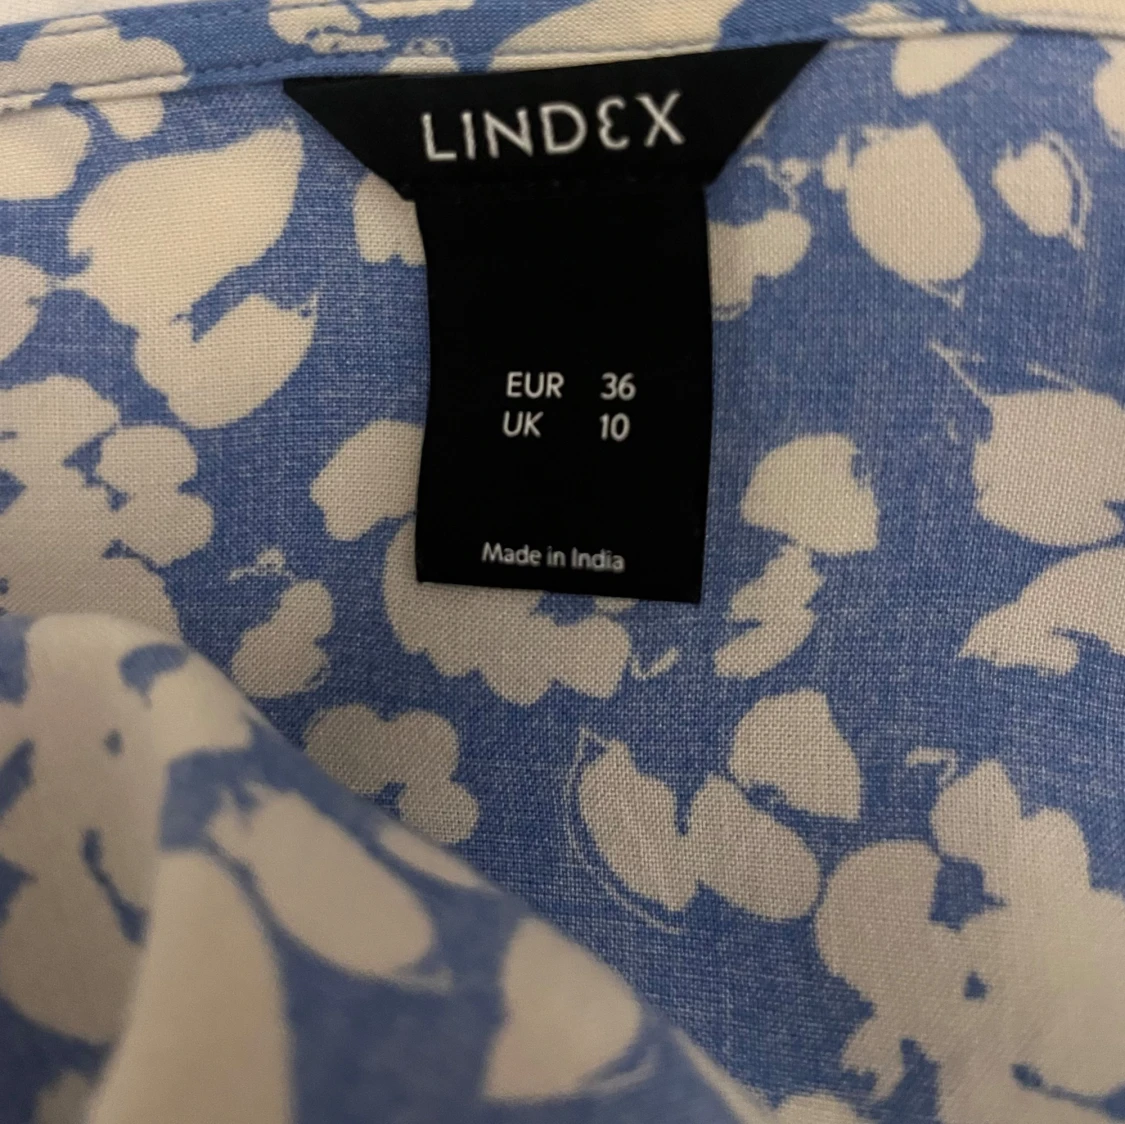 LINDEX
EUR 36
UK 10
Made in India